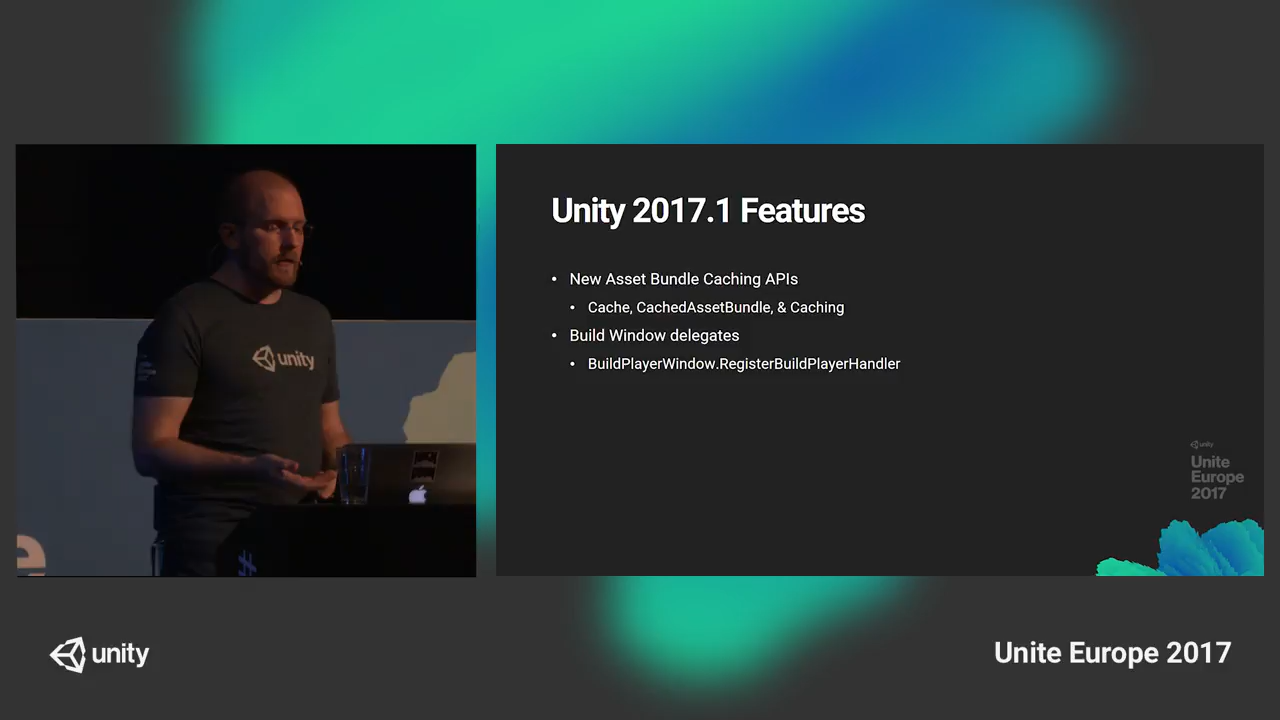 unity
Unity 2017.1 Features
• New Asset Bundle Caching APIs
• Cache, CachedAssetBundle, & Caching
• Build Window delegates
• BuildPlayerWindow.RegisterBuildPlayerHandler
unity
Unite
Europe
2017
e
unity
Unite Europe 2017